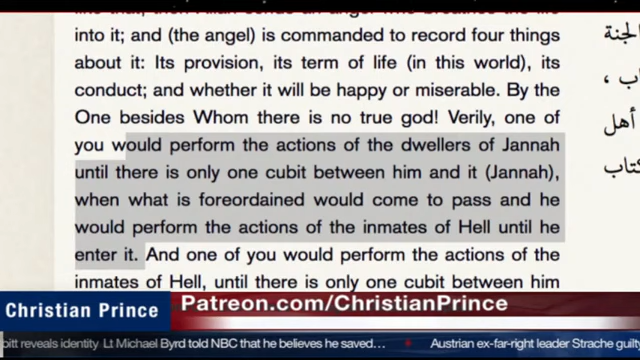 into it; and (the angel) is commanded to record four things
about it: Its provision, its term of life (in this world), its
conduct; and whether it will be happy or miserable. By the
One besides Whom there is no true god! Verily, one of
you would perform the actions of the dwellers of Jannah
until there is only one cubit between him and it (Jannah),
when what is foreordained would come to pass and he
would perform the actions of the inmates of Hell until he
enter it. And one of you would perform the actions of the
inmates of Hell, until there is only one cubit between him
الجنة
أهل
Christian Prince
Patreon.com/ChristianPrince
reveals identity Lt Michael Byrd told NBC that he believes he saved... • Austrian ex-far-right leader Strache guilty